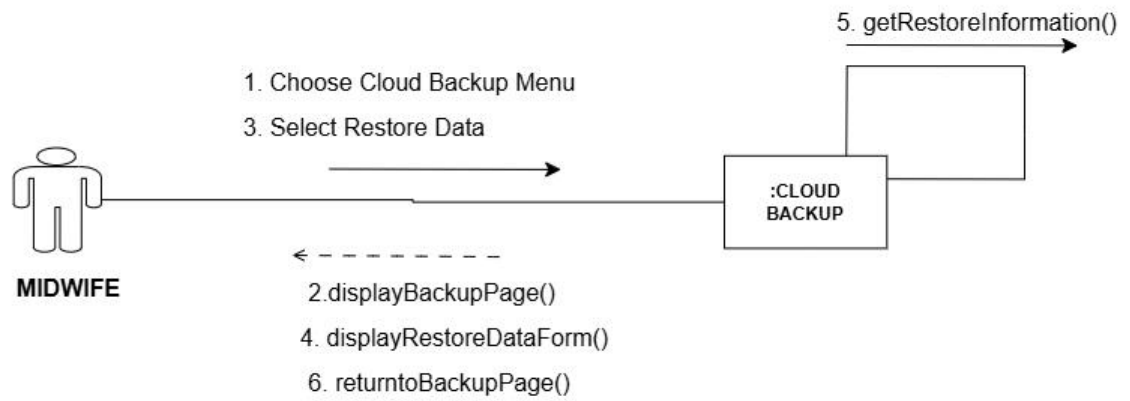 5. getRestoreInformation()
1. Choose Cloud Backup Menu
3. Select Restore Data
:CLOUD
BACKUP
MIDWIFE
2.displayBackupPage()
4. displayRestoreDataForm()
6. returntoBackupPage()